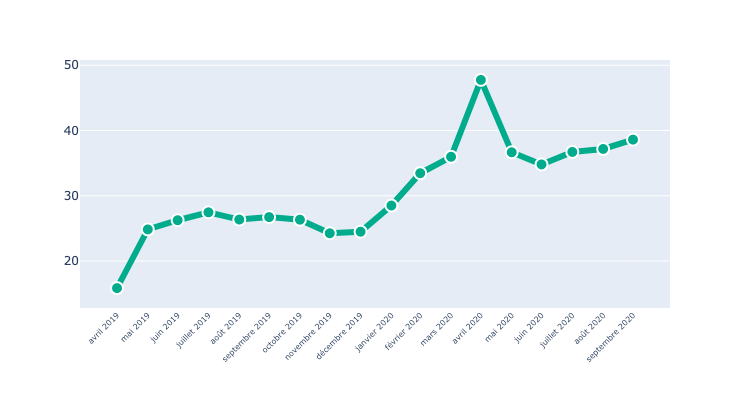 50
40
30
20
avril 2019
mai 2019
juin 2019
juillet 2019
août 2019
septembre 2019
octobre 2019
novembre 2019
décembre 2019
janvier 2020
février 2020
mars 2020
avril 2020
mai 2020
juin 2020
juillet 2020
août 2020
septembre 2020